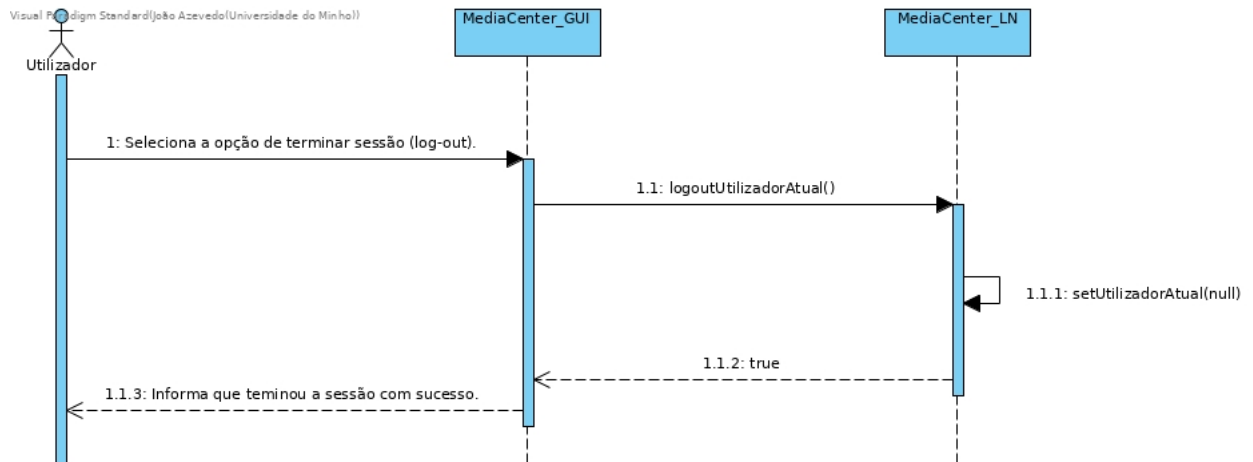 Visual Paradigm Standard(João Azevedo(Universidade do Minho))
MediaCenter_GUI
MediaCenter_LN
Utilizador
1: Seleciona a opção de terminar sessão (log-out).
1.1: logoutUtilizadorAtual()
1.1.1: setUtilizadorAtual(null)
1.1.2: true
1.1.3: Informa que teminou a sessão com sucesso.